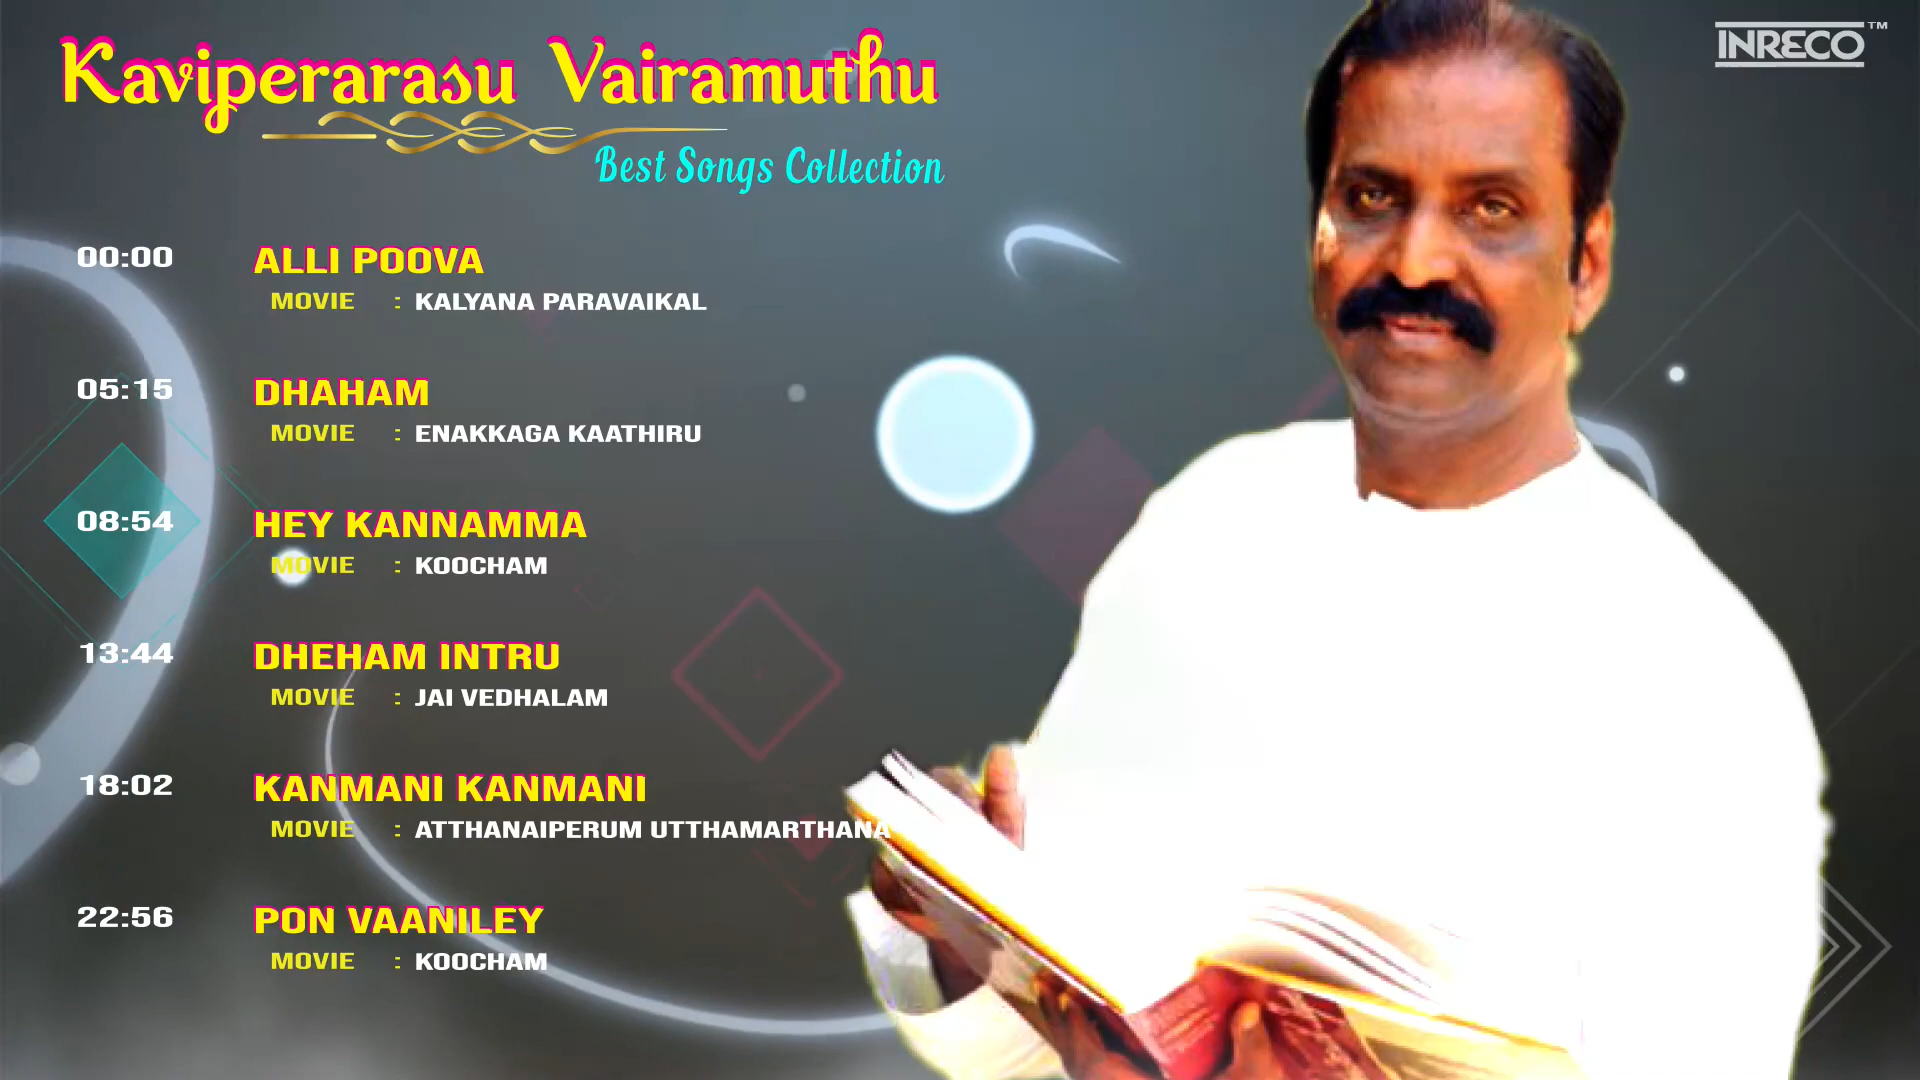 Kaviperarasu Vairamuthu
INRECO™
Best Songs Collection
00:00 ALLI POOVA
MOVIE : KALYANA PARAVAIKAL
05:15 DHAHAM
MOVIE : ENAKKAGA KAATHIRU
08:54 HEY KANNAMMA
MOVIE : KOOCHAM
13:44 DHEHAM INTRU
MOVIE : JAI VEDHALAM
18:02 KANMANI KANMANI
MOVIE : ATTHANAIPERUM UTTHAMARTHANA
22:56 PON VAANILEY
MOVIE : KOOCHAM